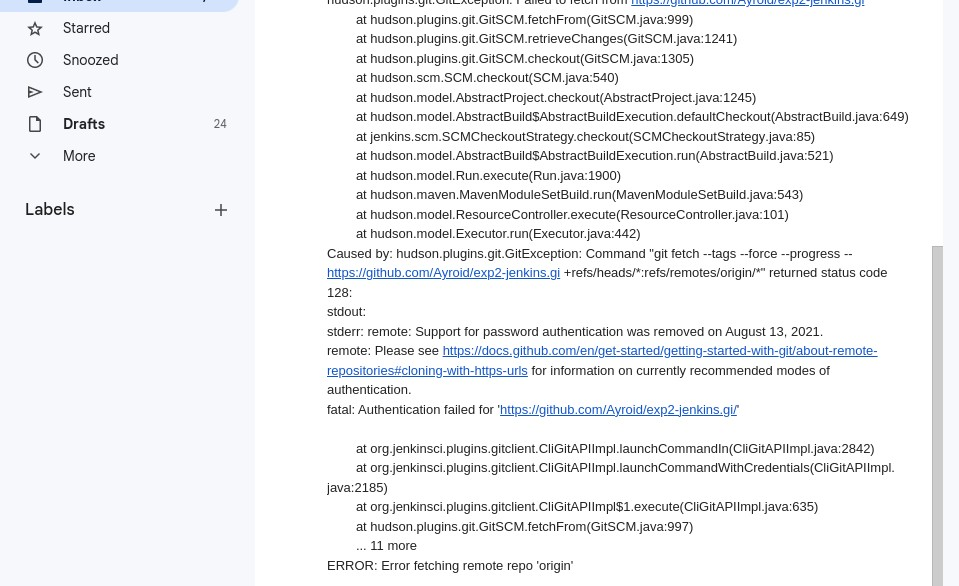 Inbox
Starred
Snoozed
Sent
Drafts 24
More
Labels
hudson.plugins.git.GitException: Failed to fetch from https://github.com/Ayroid/exp2-jenkins.gi
at hudson.plugins.git.GitSCM.fetchFrom(GitSCM.java:999)
at hudson.plugins.git.GitSCM.retrieveChanges(GitSCM.java:1241)
at hudson.plugins.git.GitSCM.checkout(GitSCM.java:1305)
at hudson.scm.SCM.checkout(SCM.java:540)
at hudson.model.AbstractProject.checkout(AbstractProject.java:1245)
at hudson.model.AbstractBuild$AbstractBuildExecution.defaultCheckout(AbstractBuild.java:649)
at jenkins.scm.SCMCheckoutStrategy.checkout(SCMCheckoutStrategy.java:85)
at hudson.model.AbstractBuild$AbstractBuildExecution.run(AbstractBuild.java:521)
at hudson.model.Run.execute(Run.java:1900)
at hudson.maven.MavenModuleSetBuild.run(MavenModuleSetBuild.java:543)
at hudson.model.ResourceController.execute(ResourceController.java:101)
at hudson.model.Executor.run(Executor.java:442)
Caused by: hudson.plugins.git.GitException: Command "git fetch --tags --force --progress --
https://github.com/Ayroid/exp2-jenkins.gi +refs/heads/*:refs/remotes/origin/*" returned status code
128:
stdout:
stderr: remote: Support for password authentication was removed on August 13, 2021.
remote: Please see https://docs.github.com/en/get-started/getting-started-with-git/about-remote-
repositories#cloning-with-https-urls for information on currently recommended modes of
authentication.
fatal: Authentication failed for 'https://github.com/Ayroid/exp2-jenkins.gi/'
at org.jenkinsci.plugins.gitclient.CliGitAPIImpl.launchCommandIn(CliGitAPIImpl.java:2842)
at org.jenkinsci.plugins.gitclient.CliGitAPIImpl.launchCommandWithCredentials(CliGitAPIImpl.
java:2185)
at org.jenkinsci.plugins.gitclient.CliGitAPIImpl$1.execute(CliGitAPIImpl.java:635)
at hudson.plugins.git.GitSCM.fetchFrom(GitSCM.java:997)
... 11 more
ERROR: Error fetching remote repo 'origin'